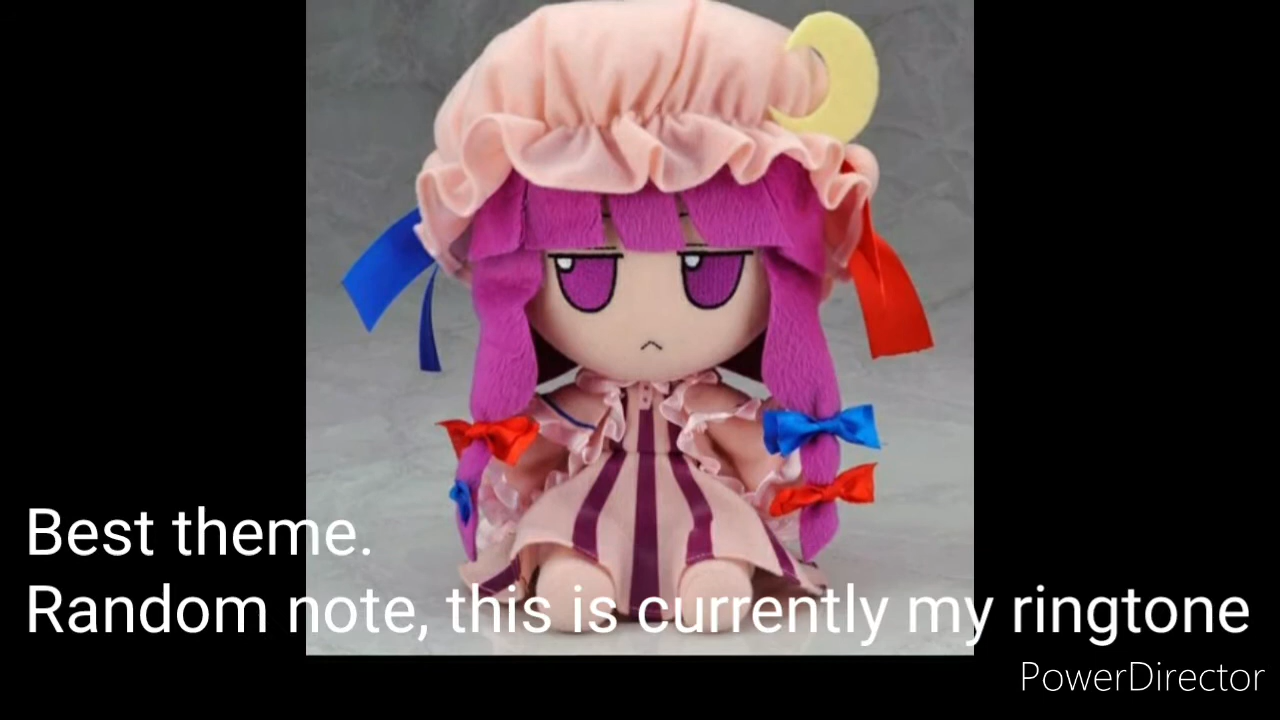 Best theme.
Random note, this is currently my ringtone
PowerDirector